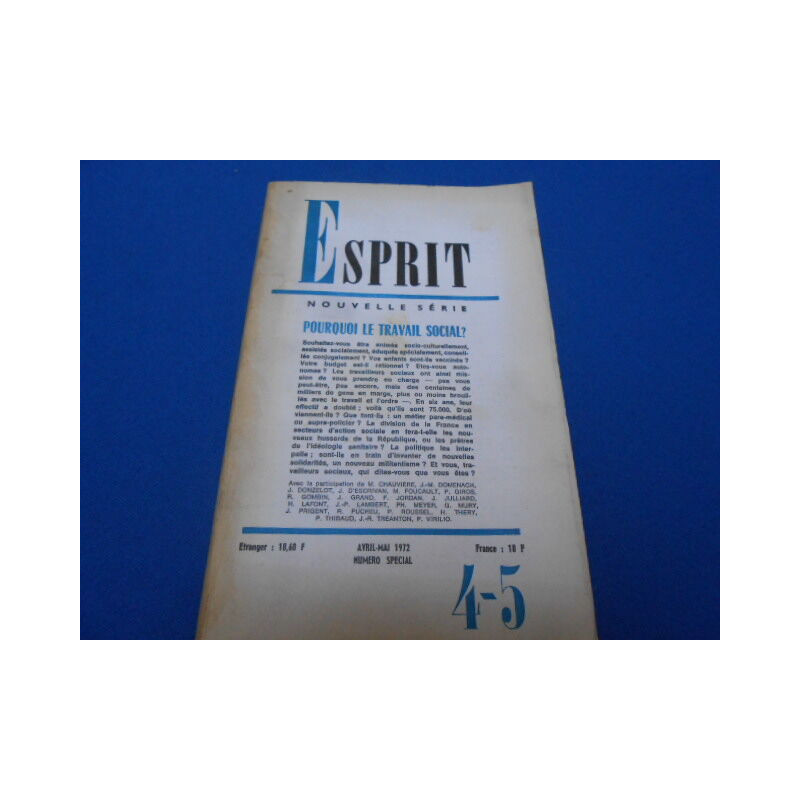 ESPRIT
NOUVELLE SÉRIE
POURQUOI LE TRAVAIL SOCIAL?
Souhaitez-vous être animés socio-culturellement,
assistés socialement, éduqués spécialement, conseil-
lés conjugalement ? Vos enfants sont-ils vaccinés ?
Votre budget est-il rationnel ? Etes-vous auto-
nomes ? Les travailleurs sociaux ont ainsi mis-
sion de vous prendre en charge — pas vous
peut-être, pas encore, mais des centaines de
milliers de gens en marge, plus ou moins brouil-
lés avec le travail et l'ordre —. En six ans, leur
effectif a doublé ; voilà qu'ils sont 75.000. D'où
viennent-ils ? Que font-ils : un métier para-médical
ou supra-policier ? La division de la France en
secteurs d'action sociale en fera-t-elle les nou-
veaux hussards de la République, ou les prêtres
de l'idéologie sanitaire ? La politique les inter-
pelle ; sont-ils en train d'inventer de nouvelles
solidarités, un nouveau militantisme ? Et vous, tra-
vailleurs sociaux, qui dites-vous que vous êtes ?
Avec la participation de M. CHAUVIERE, J.-M. DOMENACH,
J. DONZELOT, J. D'ESCRIVAN, M. FOUCAULT, P. GIROS,
R. GOMBIN, J. GRAND, F. JORDAN, J. JULLIARD,
H. LAFONT, J.-P. LAMBERT, PH. MEYER, G. MURY,
J. PRIGENT, R. PUCHEU, P. ROUSSEL, H. THERY,
P. THIBAUD, J.-R. TREANTON, P. VIRILIO.
Etranger : 18,60 F AVRIL-MAI 1972 France : 18 F
NUMERO SPECIAL
4-5